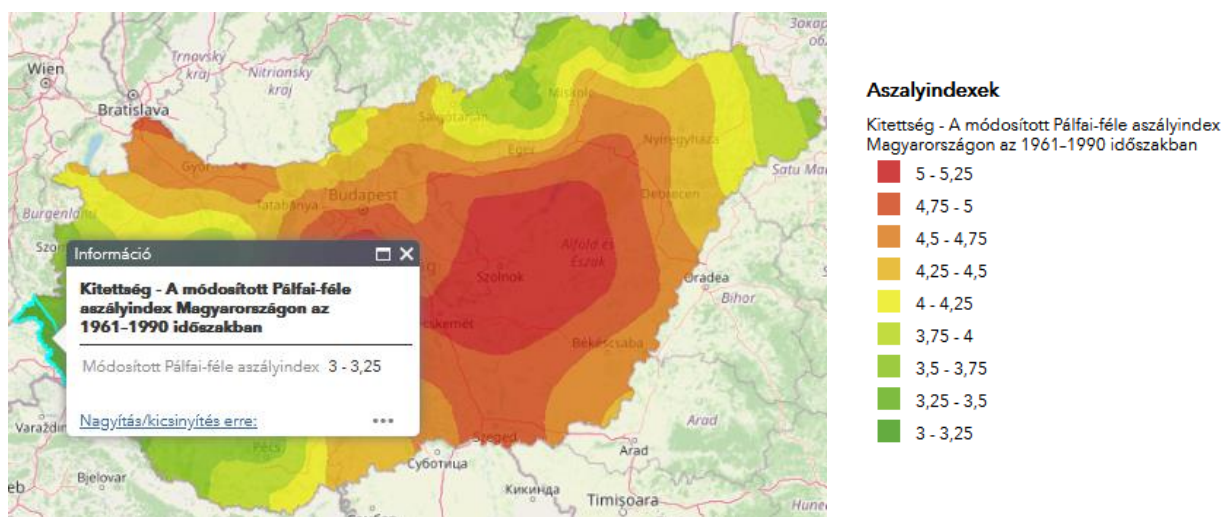 Wien
Bratislava
Trnavský
kraj
Nitriansky
kraj
Burgenland
Győr
Tatabánya
Budapest
Salgótarján
Eger
Miskolc
Nyíregyháza
Debrecen
Satu Ma
Szolnok
Alföld és
Észak
Oradea
Bihor
Békéscsaba
Szeged
Arad
Arad
Pécs
Varaždin
Bjelovar
Суботица
Кикинда
Timișoara
Hune
Információ
Kitettség - A módosított Pálfai-féle
aszályindex Magyarországon az
1961–1990 időszakban
Módosított Pálfai-féle aszályindex 3 - 3,25
Nagyítás/kicsinyítés erre:
•••
Aszalyindexek
Kitettség - A módosított Pálfai-féle aszályindex
Magyarországon az 1961–1990 időszakban
5 - 5,25
4,75 - 5
4,5 - 4,75
4,25 - 4,5
4 - 4,25
3,75 - 4
3,5 - 3,75
3,25 - 3,5
3 - 3,25